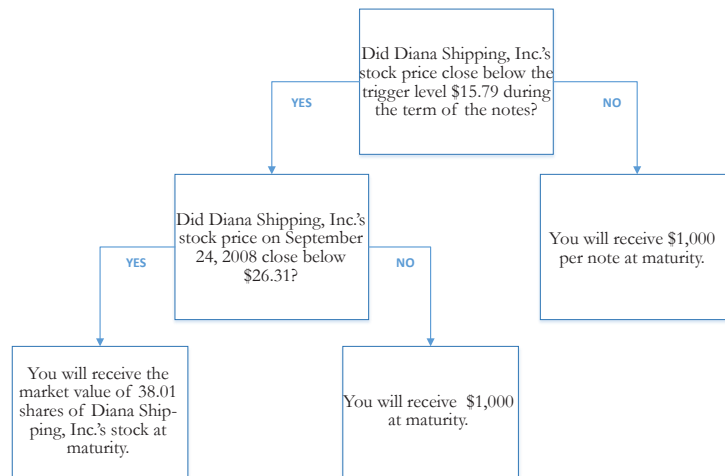 Did Diana Shipping, Inc.'s
stock price close below the
trigger level $15.79 during
the term of the notes?
YES
NO
Did Diana Shipping, Inc.'s
stock price on September
24, 2008 close below
$26.31?
You will receive $1,000
per note at maturity.
YES
NO
You will receive the
market value of 38.01
shares of Diana Ship-
ping, Inc.'s stock at
maturity.
You will receive $1,000
at maturity.